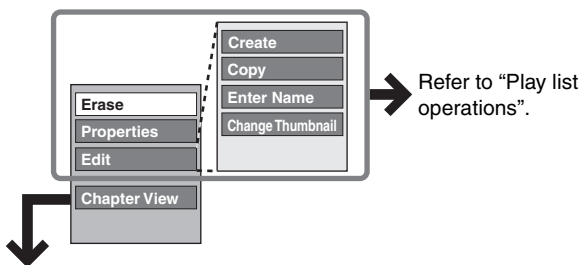 Create
Copy
Enter Name
Change Thumbnail
Erase
Properties
Edit
Chapter View
Refer to “Play list
operations”.